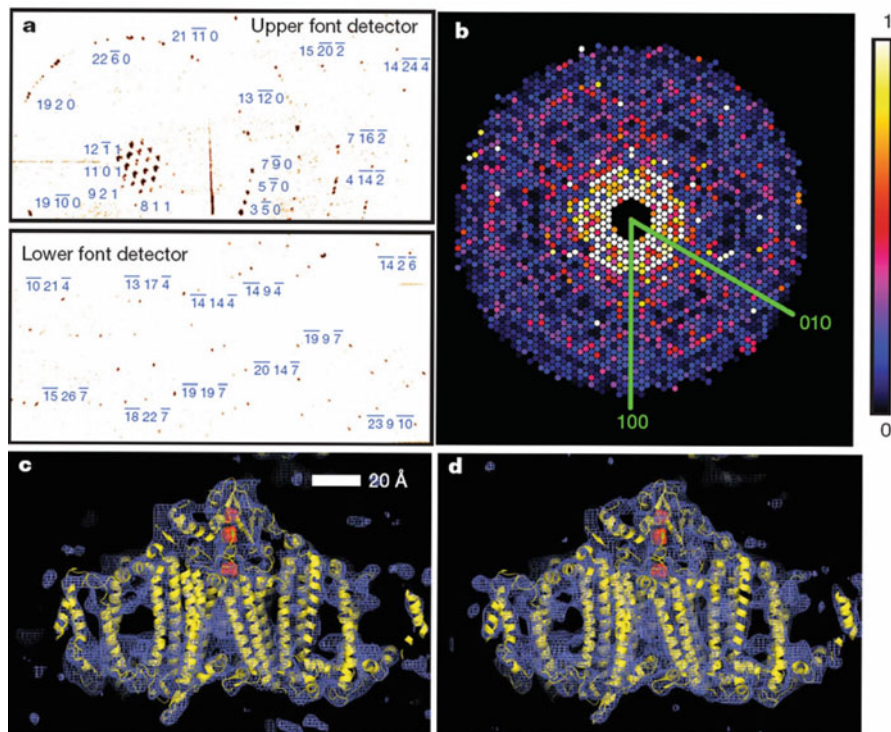 a
Upper font detector
21 1̅1̅ 0
22 6̅ 0
15 2̅0̅ 2̅
14 2̅4̅ 4̅
19 2 0
13 1̅2̅ 0
12 1̅ 1
11 0 1
9 2 1
8 1 1
19 1̅0̅ 0
7 9̅ 0
5 7̅ 0
3 5̅ 0
7 1̅6̅ 2̅
4 1̅4̅ 2̅
Lower font detector
1̅0̅ 21 4̅
1̅3̅ 17 4̅
1̅4̅ 14 4̅
1̅4̅ 9 4̅
1̅4̅ 2̅ 6̅
1̅9̅ 9 7̅
2̅0̅ 14 7̅
1̅9̅ 19 7̅
1̅5̅ 26 7̅
1̅8̅ 22 7̅
2̅3̅ 9 1̅0̅
b
010
100
1
0
c
20 Å
d